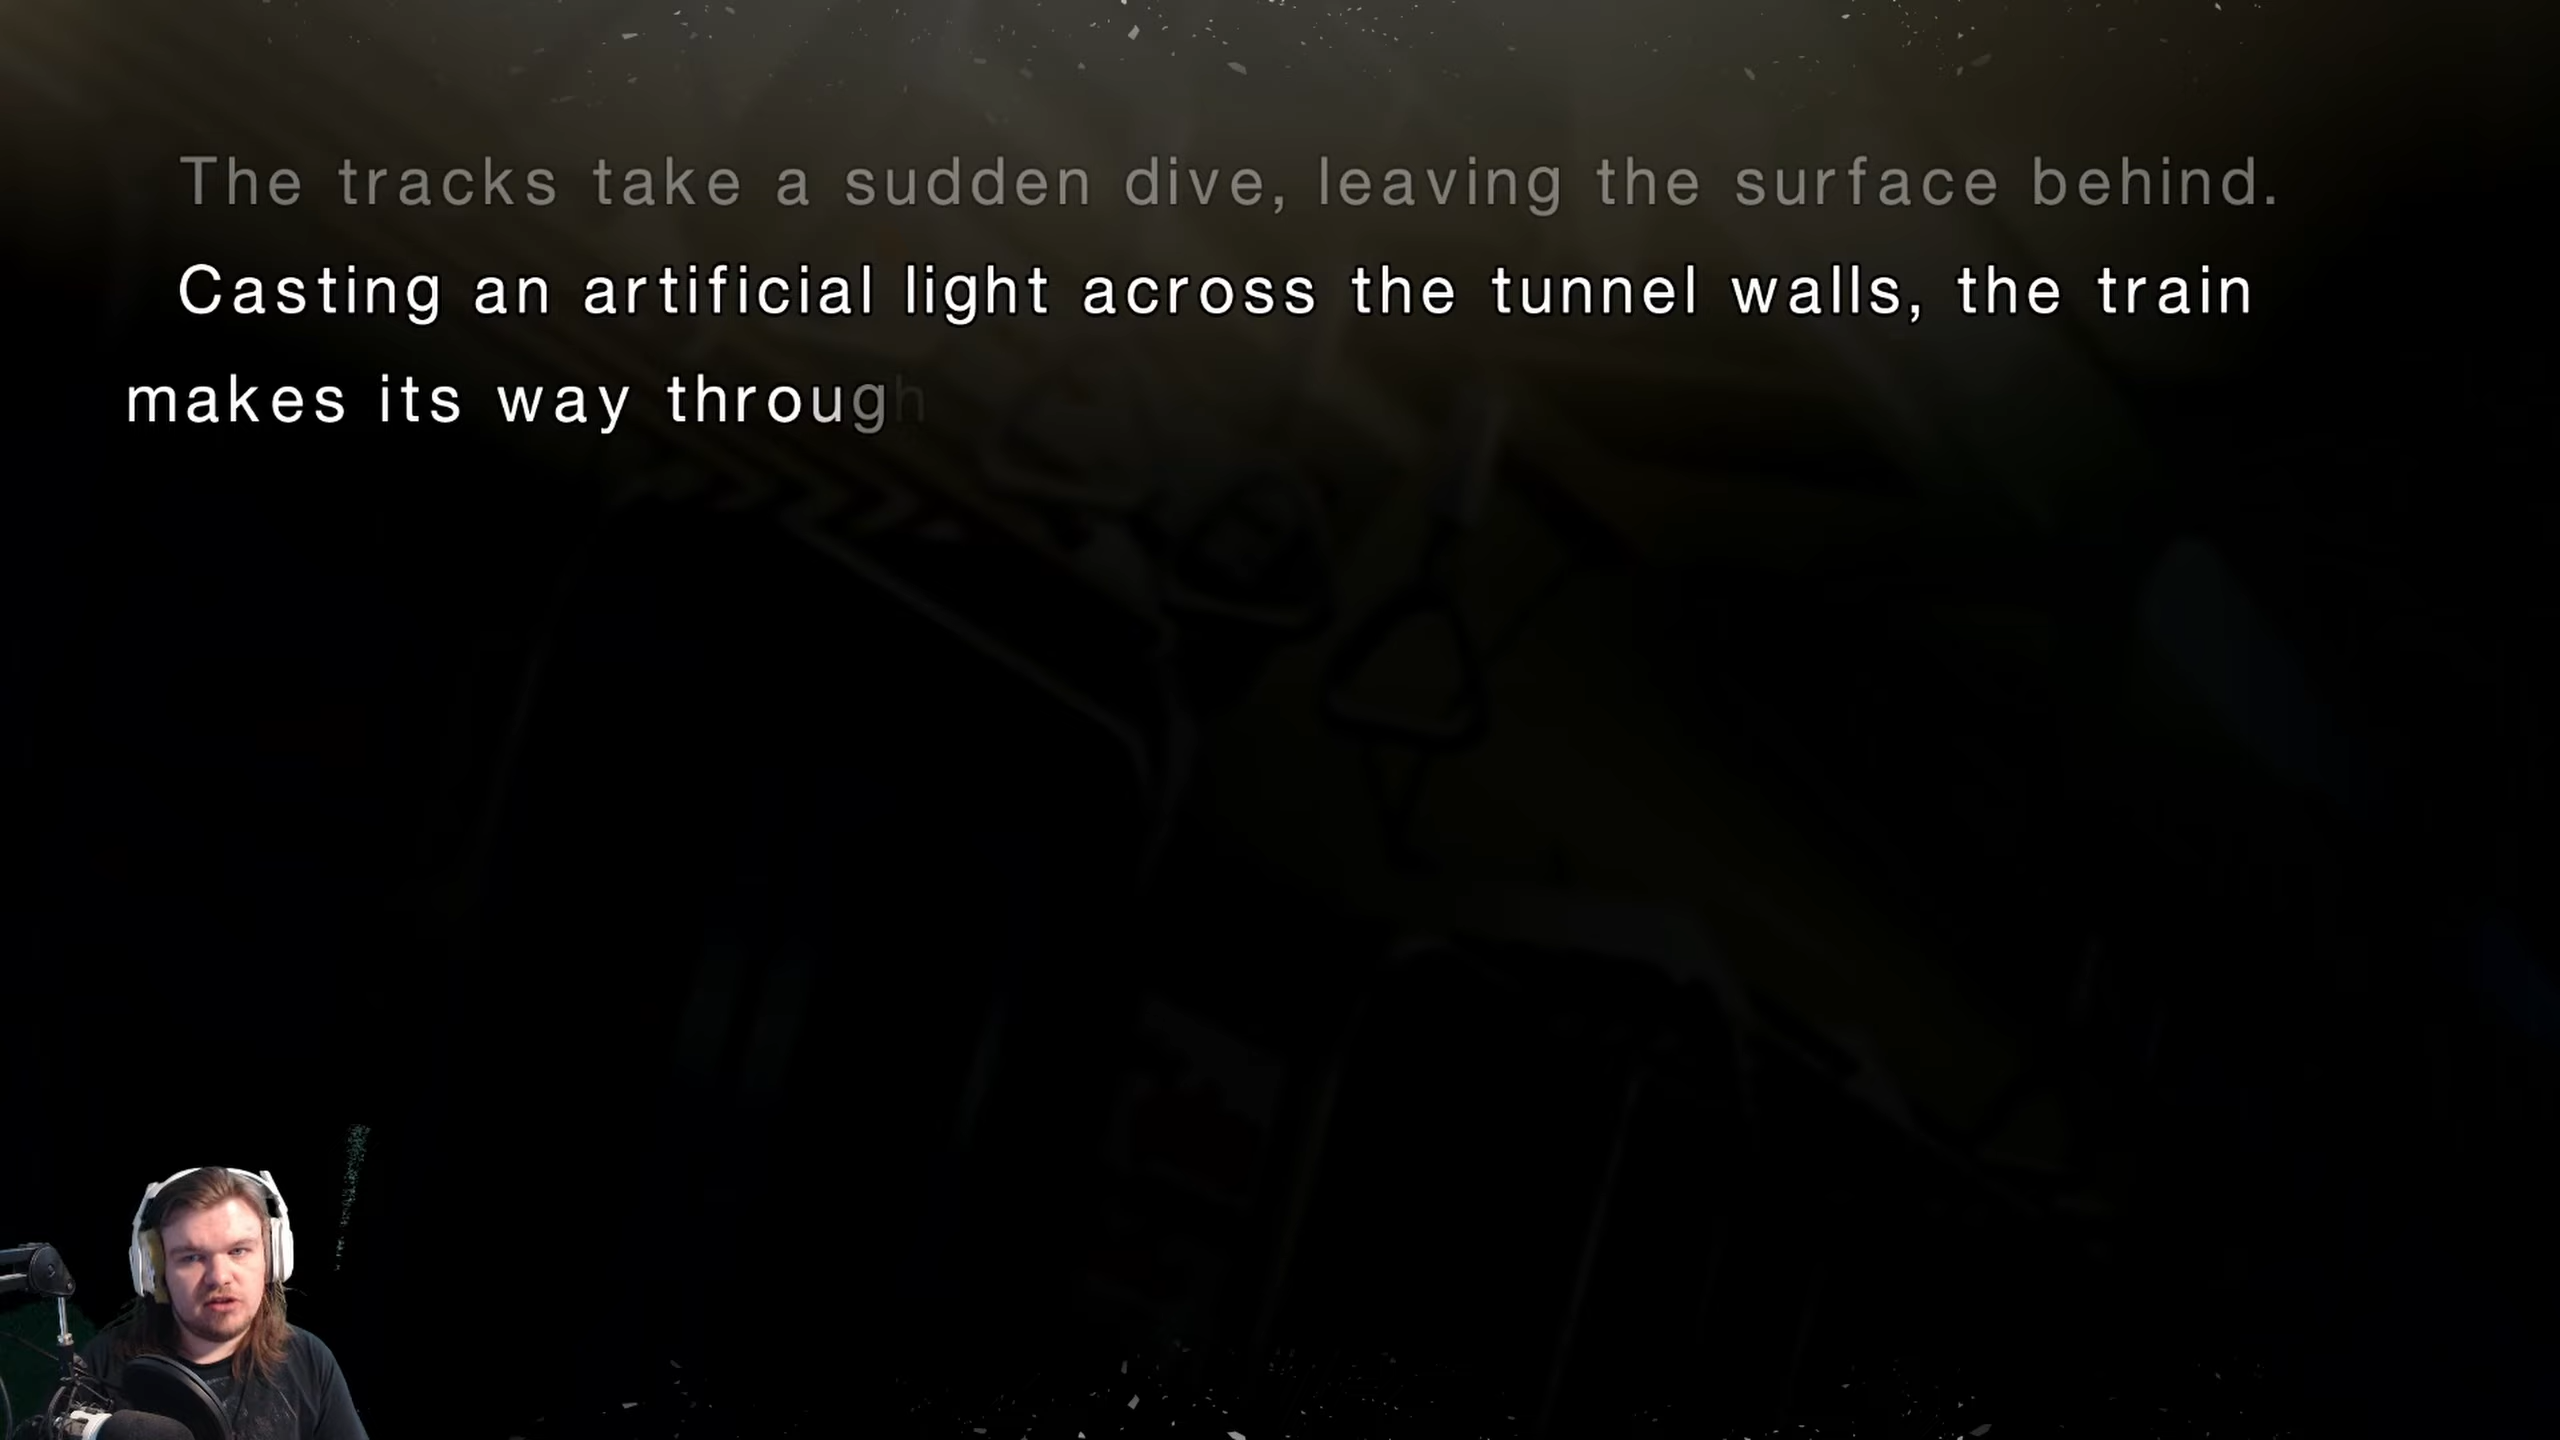 The tracks take a sudden dive, leaving the surface behind.
Casting an artificial light across the tunnel walls, the train
makes its way through